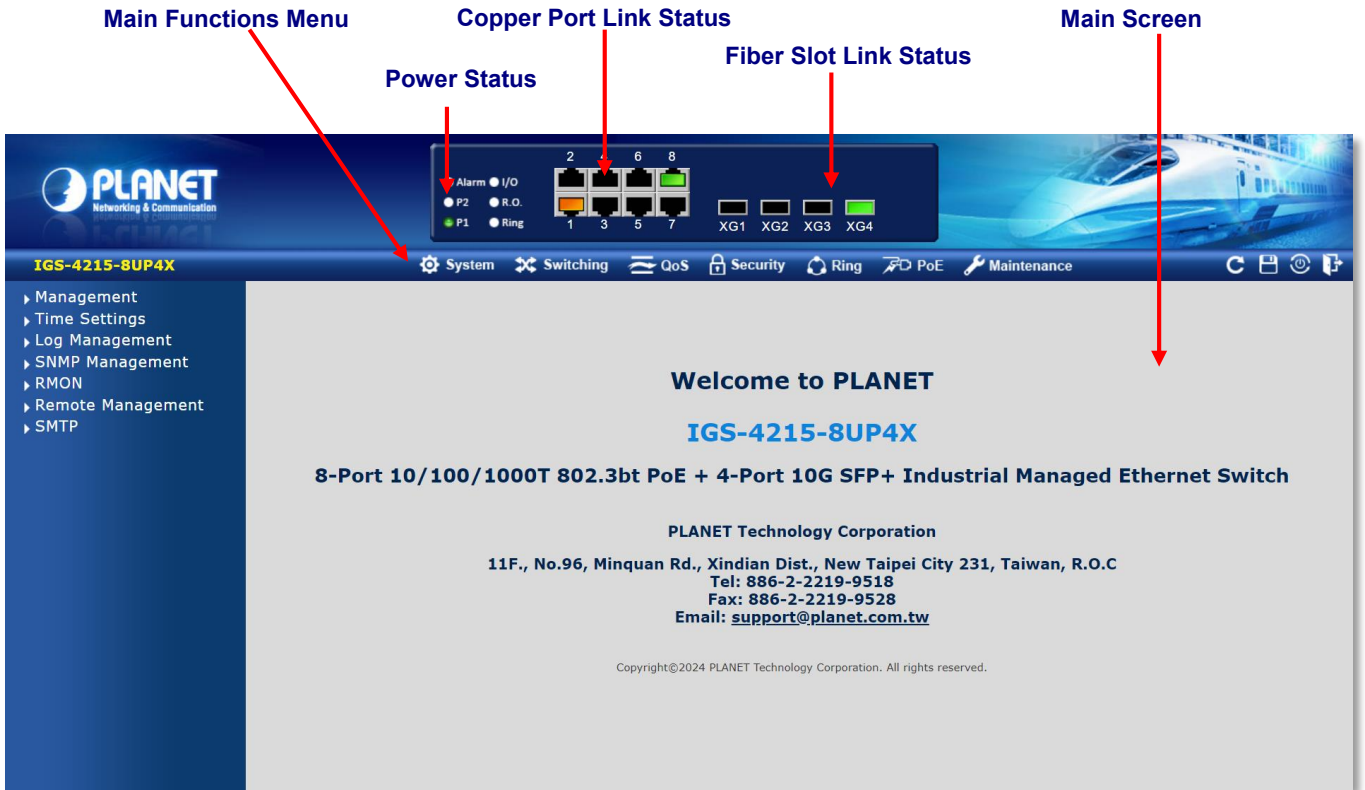 Main Functions Menu
Copper Port Link Status
Main Screen
Fiber Slot Link Status
Power Status
PLANET
Networking & Communication
2 4 6 8
Alarm I/O
P2 R.O.
P1 Ring
1 3 5 7
XG1 XG2 XG3 XG4
IGS-4215-8UP4X
System Switching QoS Security Ring PoE Maintenance
Management
Time Settings
Log Management
SNMP Management
RMON
Remote Management
SMTP
Welcome to PLANET
IGS-4215-8UP4X
8-Port 10/100/1000T 802.3bt PoE + 4-Port 10G SFP+ Industrial Managed Ethernet Switch
PLANET Technology Corporation
11F., No.96, Minquan Rd., Xindian Dist., New Taipei City 231, Taiwan, R.O.C
Tel: 886-2-2219-9518
Fax: 886-2-2219-9528
Email: support@planet.com.tw
Copyright©2024 PLANET Technology Corporation. All rights reserved.